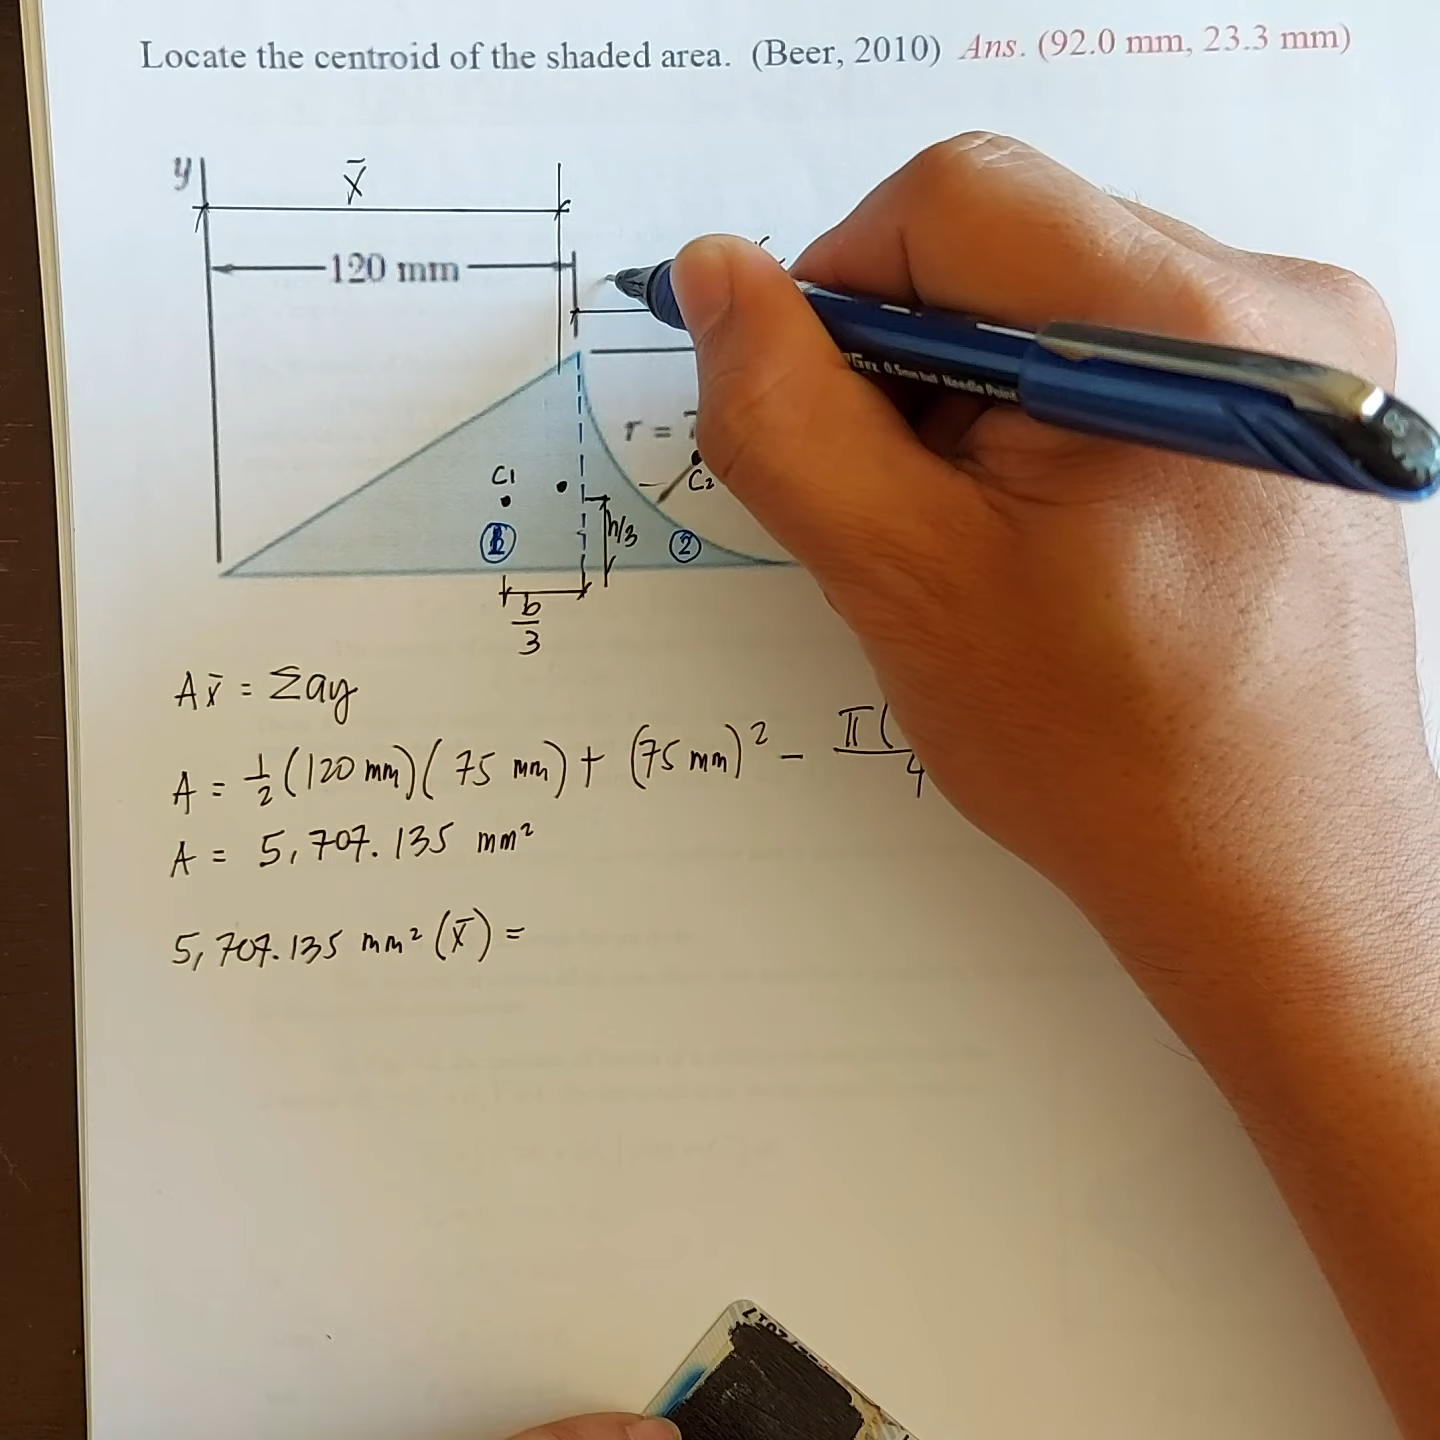 Locate the centroid of the shaded area. (Beer, 2010) Ans. (92.0 mm, 23.3 mm)
y
x̄
120 mm
r = 7
C1
C2
h/3
1
2
b/3
Ax̄ = Σay
A = 1/2 (120 mm)(75 mm) + (75 mm)² - π( /4
A = 5,707.135 mm²
5,707.135 mm² (x̄) =